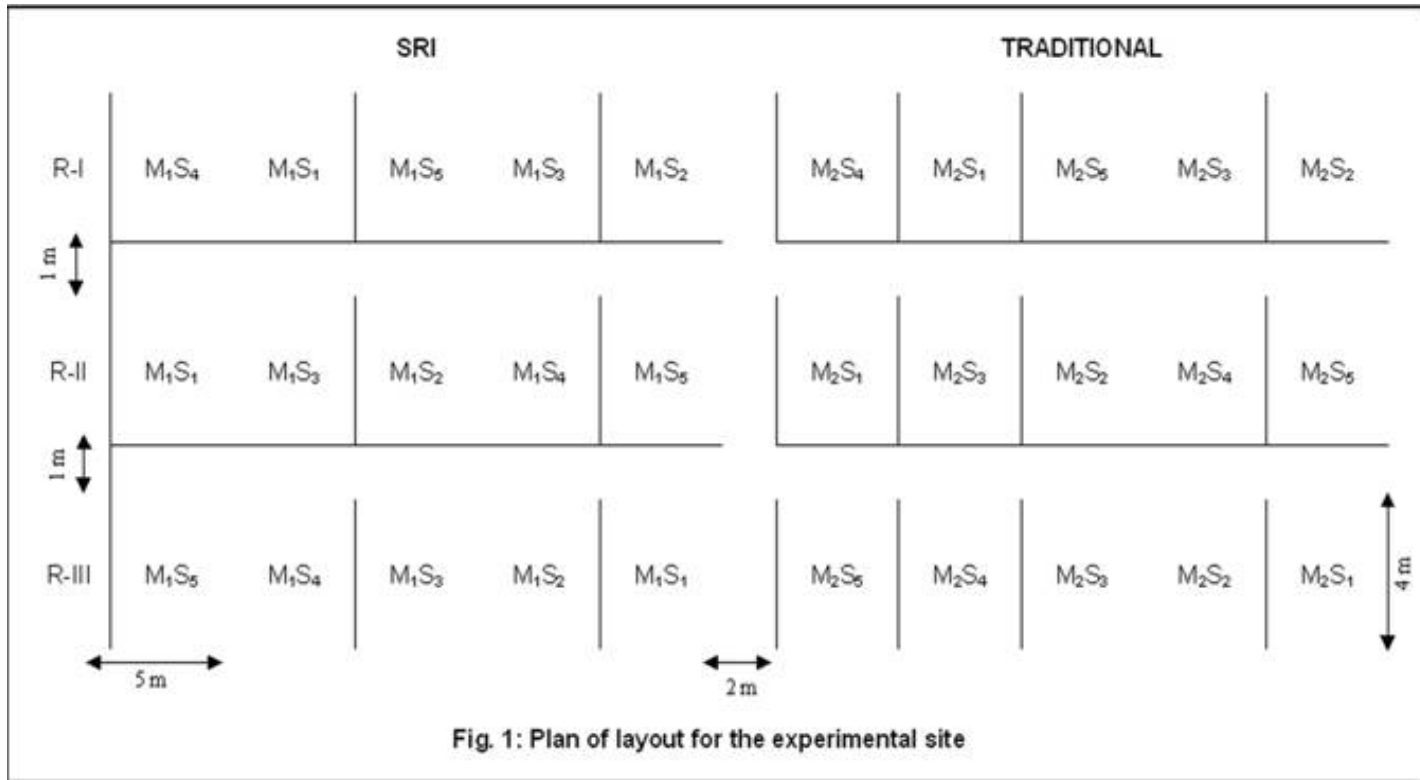 SRI TRADITIONAL
R-I M₁S₄ M₁S₁ M₁S₅ M₁S₃ M₁S₂ M₂S₄ M₂S₁ M₂S₅ M₂S₃ M₂S₂
1 m
R-II M₁S₁ M₁S₃ M₁S₂ M₁S₄ M₁S₅ M₂S₁ M₂S₃ M₂S₂ M₂S₄ M₂S₅
1 m
R-III M₁S₅ M₁S₄ M₁S₃ M₁S₂ M₁S₁ M₂S₅ M₂S₄ M₂S₃ M₂S₂ M₂S₁
4 m
5 m 2 m
Fig. 1: Plan of layout for the experimental site